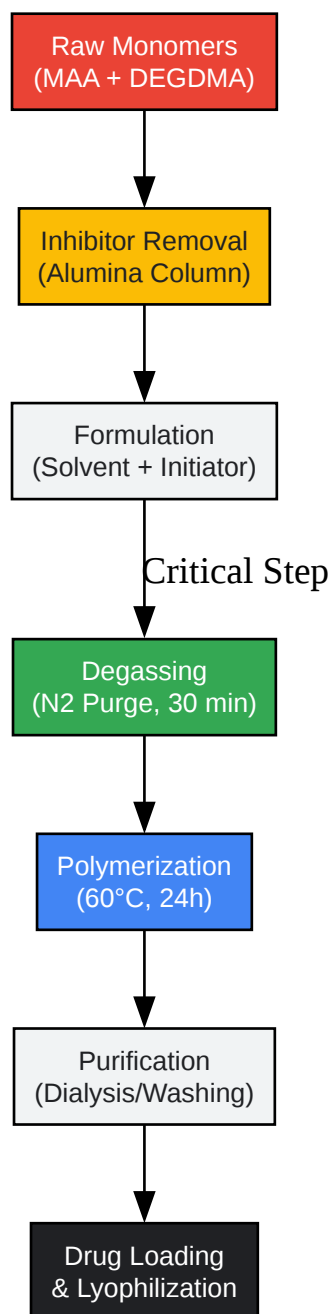 Raw Monomers
(MAA + DEGDMA)
Inhibitor Removal
(Alumina Column)
Formulation
(Solvent + Initiator)
Critical Step
Degassing
(N2 Purge, 30 min)
Polymerization
(60°C, 24h)
Purification
(Dialysis/Washing)
Drug Loading
& Lyophilization